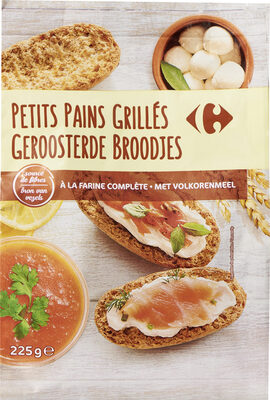 PETITS PAINS GRILLÉS
GEROOSTERDE BROODJES
source
de fibres
bron van
vezels
À LA FARINE COMPLÈTE • MET VOLKORENMEEL
225g e